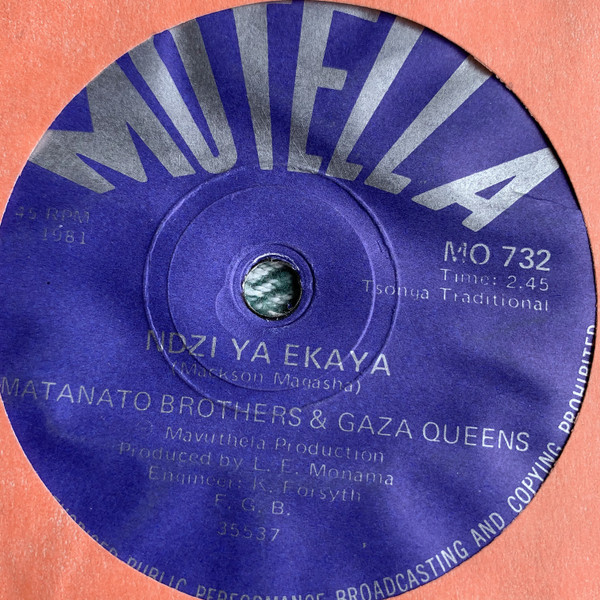 MUTELLA
45 RPM
1981
MO 732
Time: 2.45
Tsonga Traditional
NDZI YA EKAYA
(Mackson Magasha)
MATANATO BROTHERS & GAZA QUEENS
Mavuthela Production
Produced by L. E. Monama
Engineer: K. Forsyth
F. G. B.
35537
PUBLIC PERFORMANCE BROADCASTING AND COPYING PROHIBITED